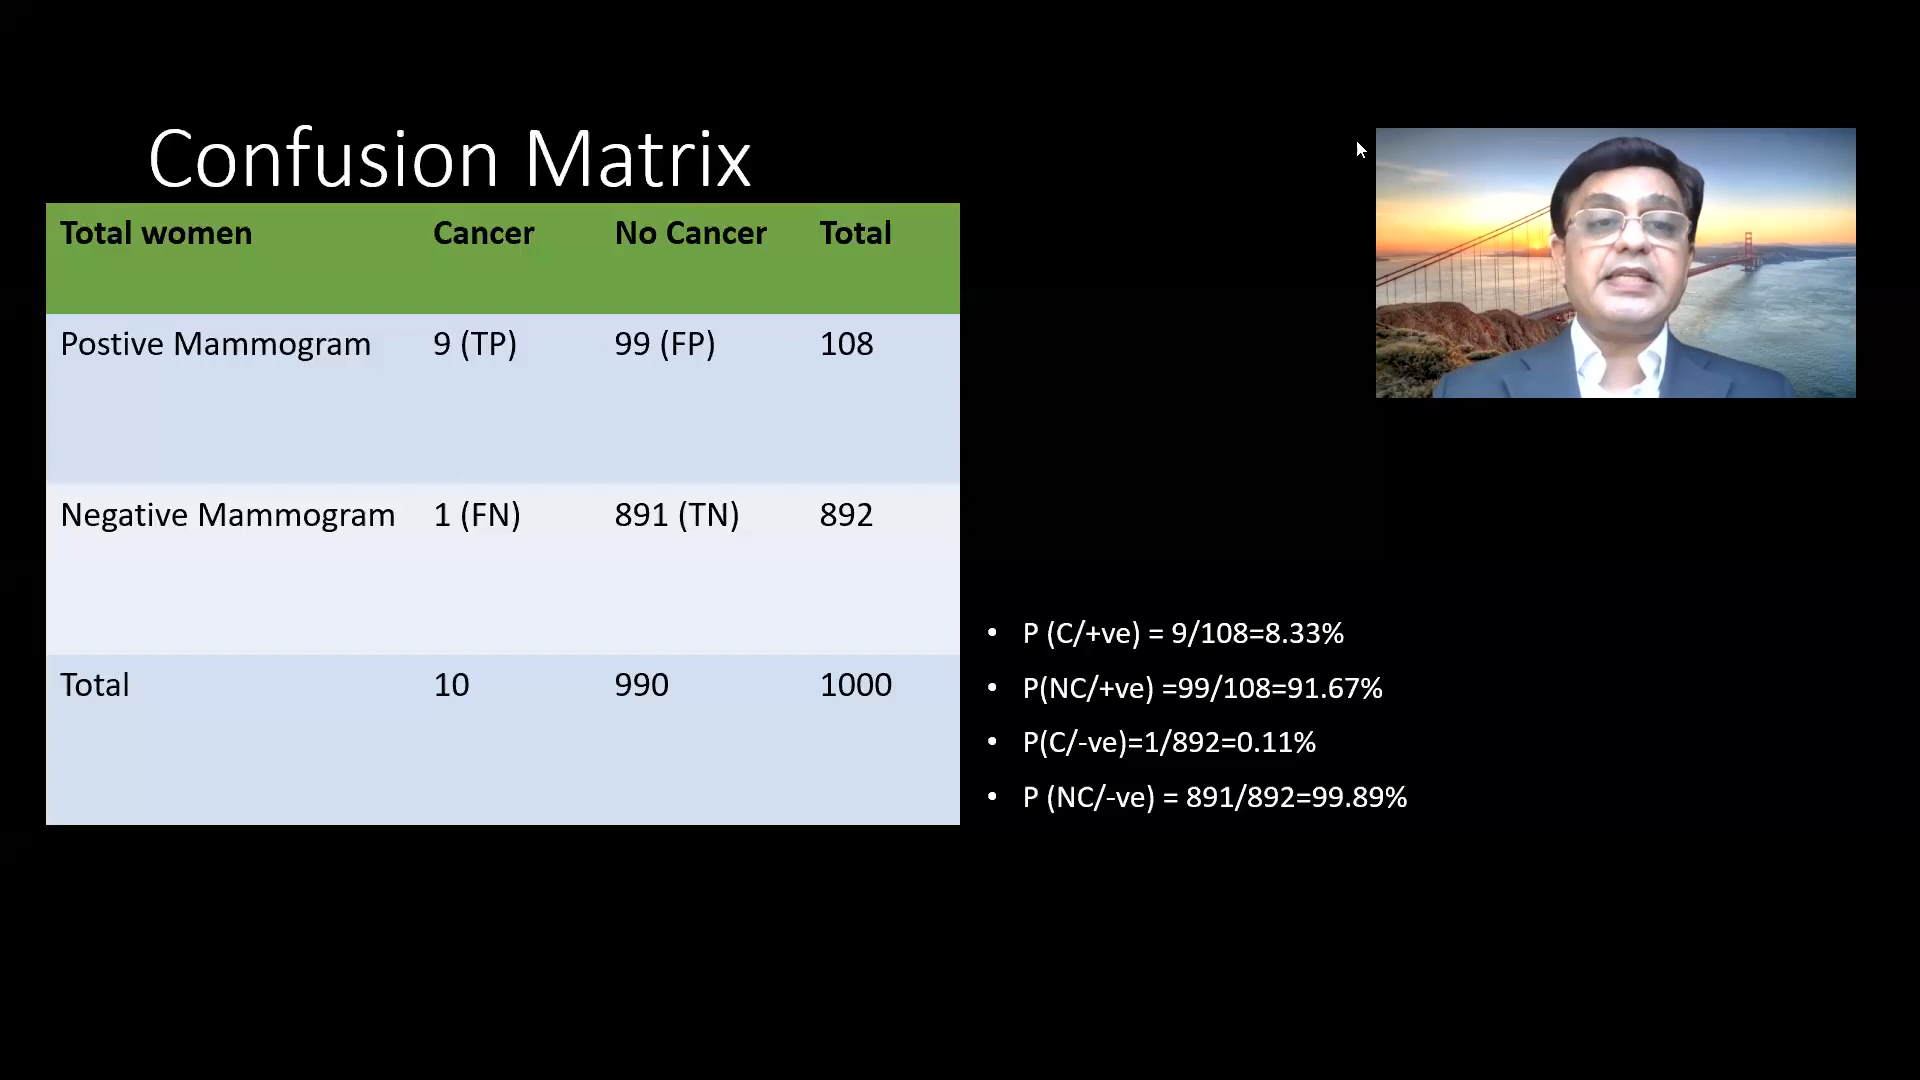 Confusion Matrix
Total women Cancer No Cancer Total
Postive Mammogram 9 (TP) 99 (FP) 108
Negative Mammogram 1 (FN) 891 (TN) 892
Total 10 990 1000
• P (C/+ve) = 9/108=8.33%
• P(NC/+ve) =99/108=91.67%
• P(C/-ve)=1/892=0.11%
• P (NC/-ve) = 891/892=99.89%